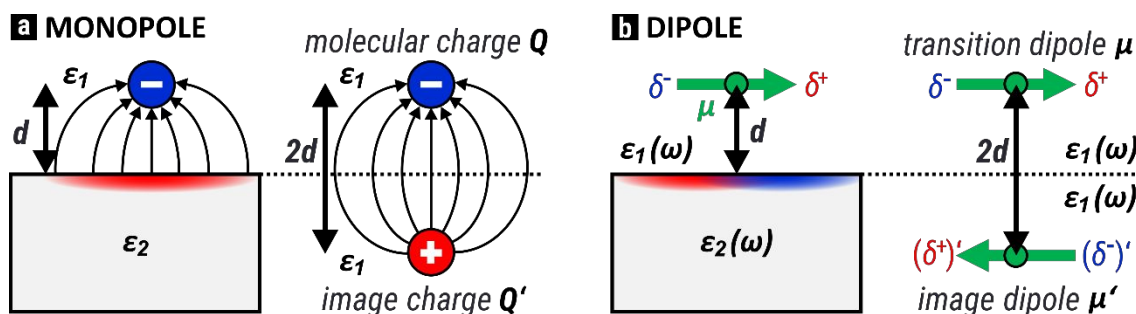 a MONOPOLE
molecular charge Q
ε₁
−
ε₁
−
d
2d
ε₂
ε₁
+
image charge Q‘
b DIPOLE
transition dipole μ
δ⁻
δ⁺
δ⁻
δ⁺
μ
d
ε₁(ω)
2d
ε₁(ω)
ε₁(ω)
ε₂(ω)
(δ⁺)‘
(δ⁻)‘
image dipole μ‘